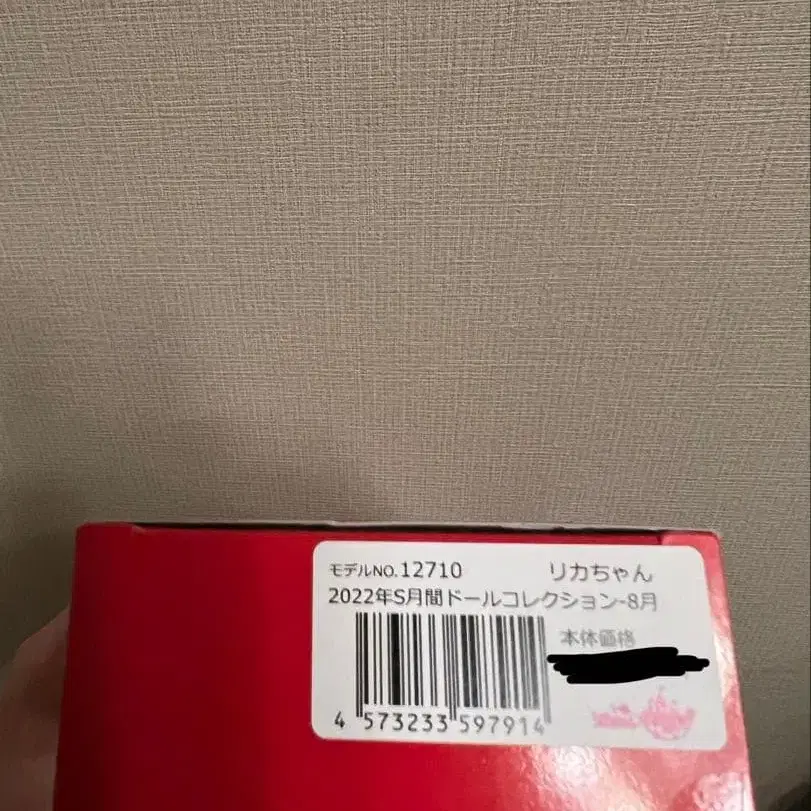 モデルNO.12710 リカちゃん
2022年S月間ドールコレクション-8月
本体価格
4 573233 597914